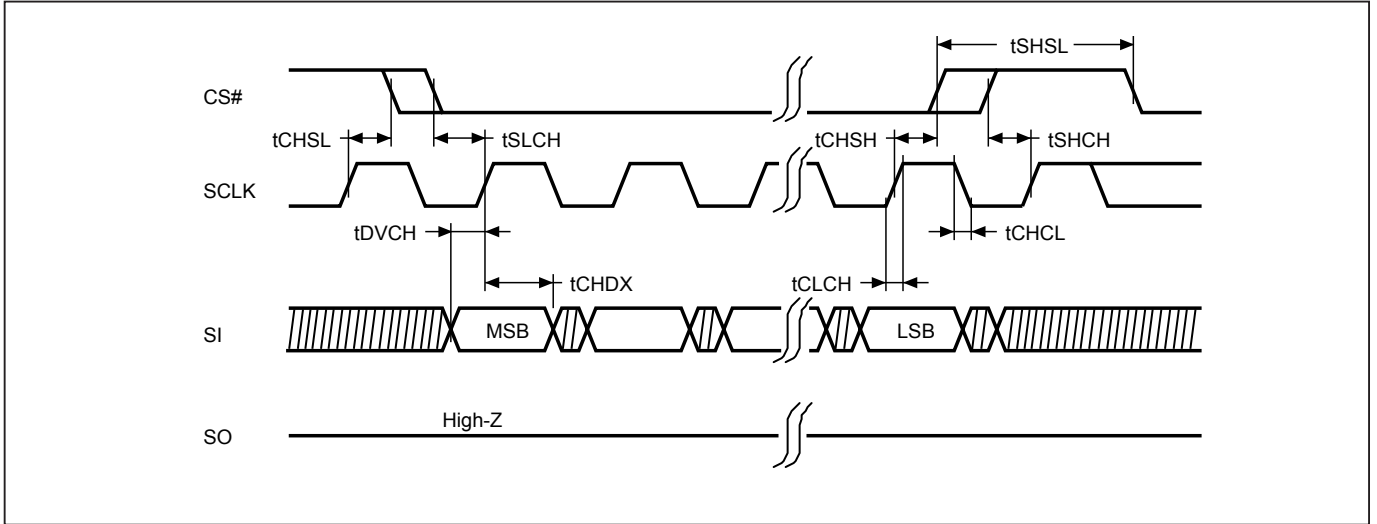 tSHSL
CS#
tCHSL
tSLCH
tCHSH
tSHCH
SCLK
tDVCH
tCHCL
tCHDX
tCLCH
SI
MSB
LSB
High-Z
SO